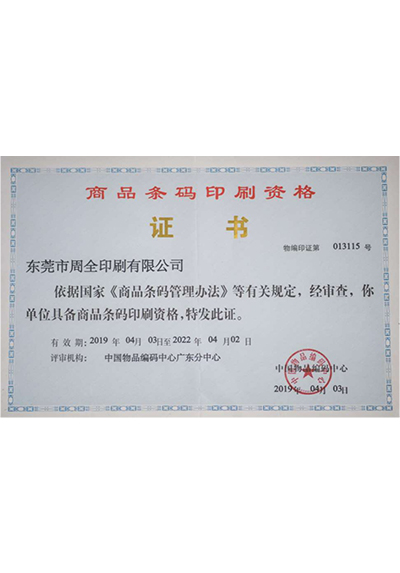 商品条码印刷资格
证书
物编印证第 013115 号
东莞市周全印刷有限公司
依据国家《商品条码管理办法》等有关规定，经审查，你
单位具备商品条码印刷资格，特发此证。
有效期：2019 年 04月 03日至 2022 年 04 月 02日
评审机构： 中国物品编码中心广东分中心
中国物品编码中心
2019年 04月 03日